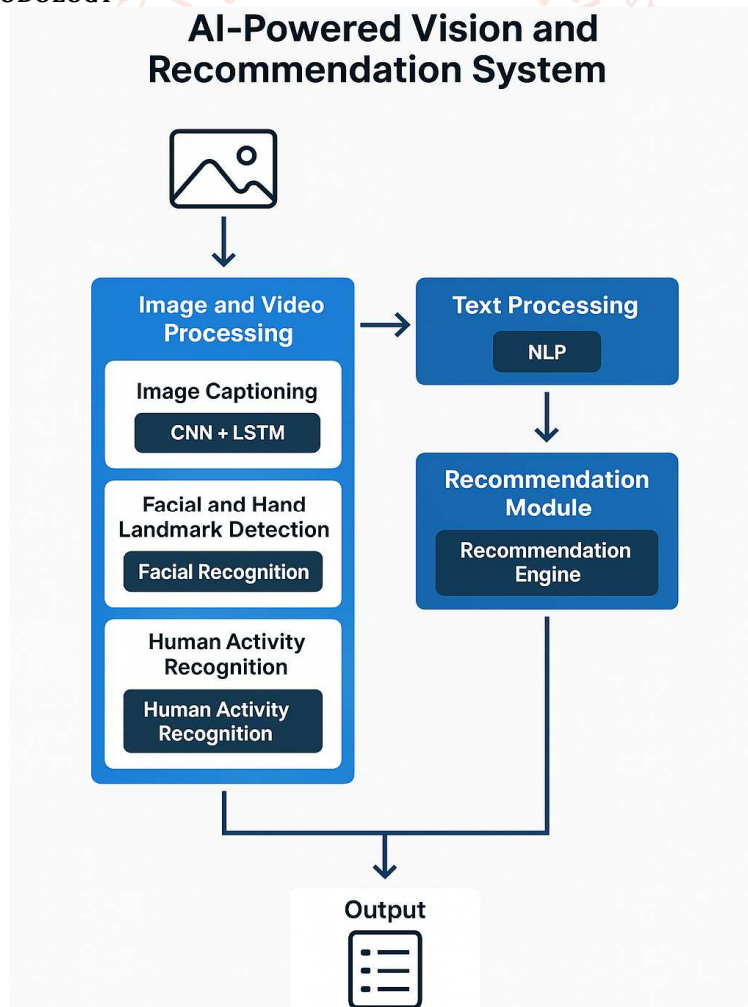 AI-Powered Vision and
Recommendation System
Image and Video
Processing
Image Captioning
CNN + LSTM
Facial and Hand
Landmark Detection
Facial Recognition
Human Activity
Recognition
Human Activity
Recognition
Text Processing
NLP
Recommendation
Module
Recommendation
Engine
Output